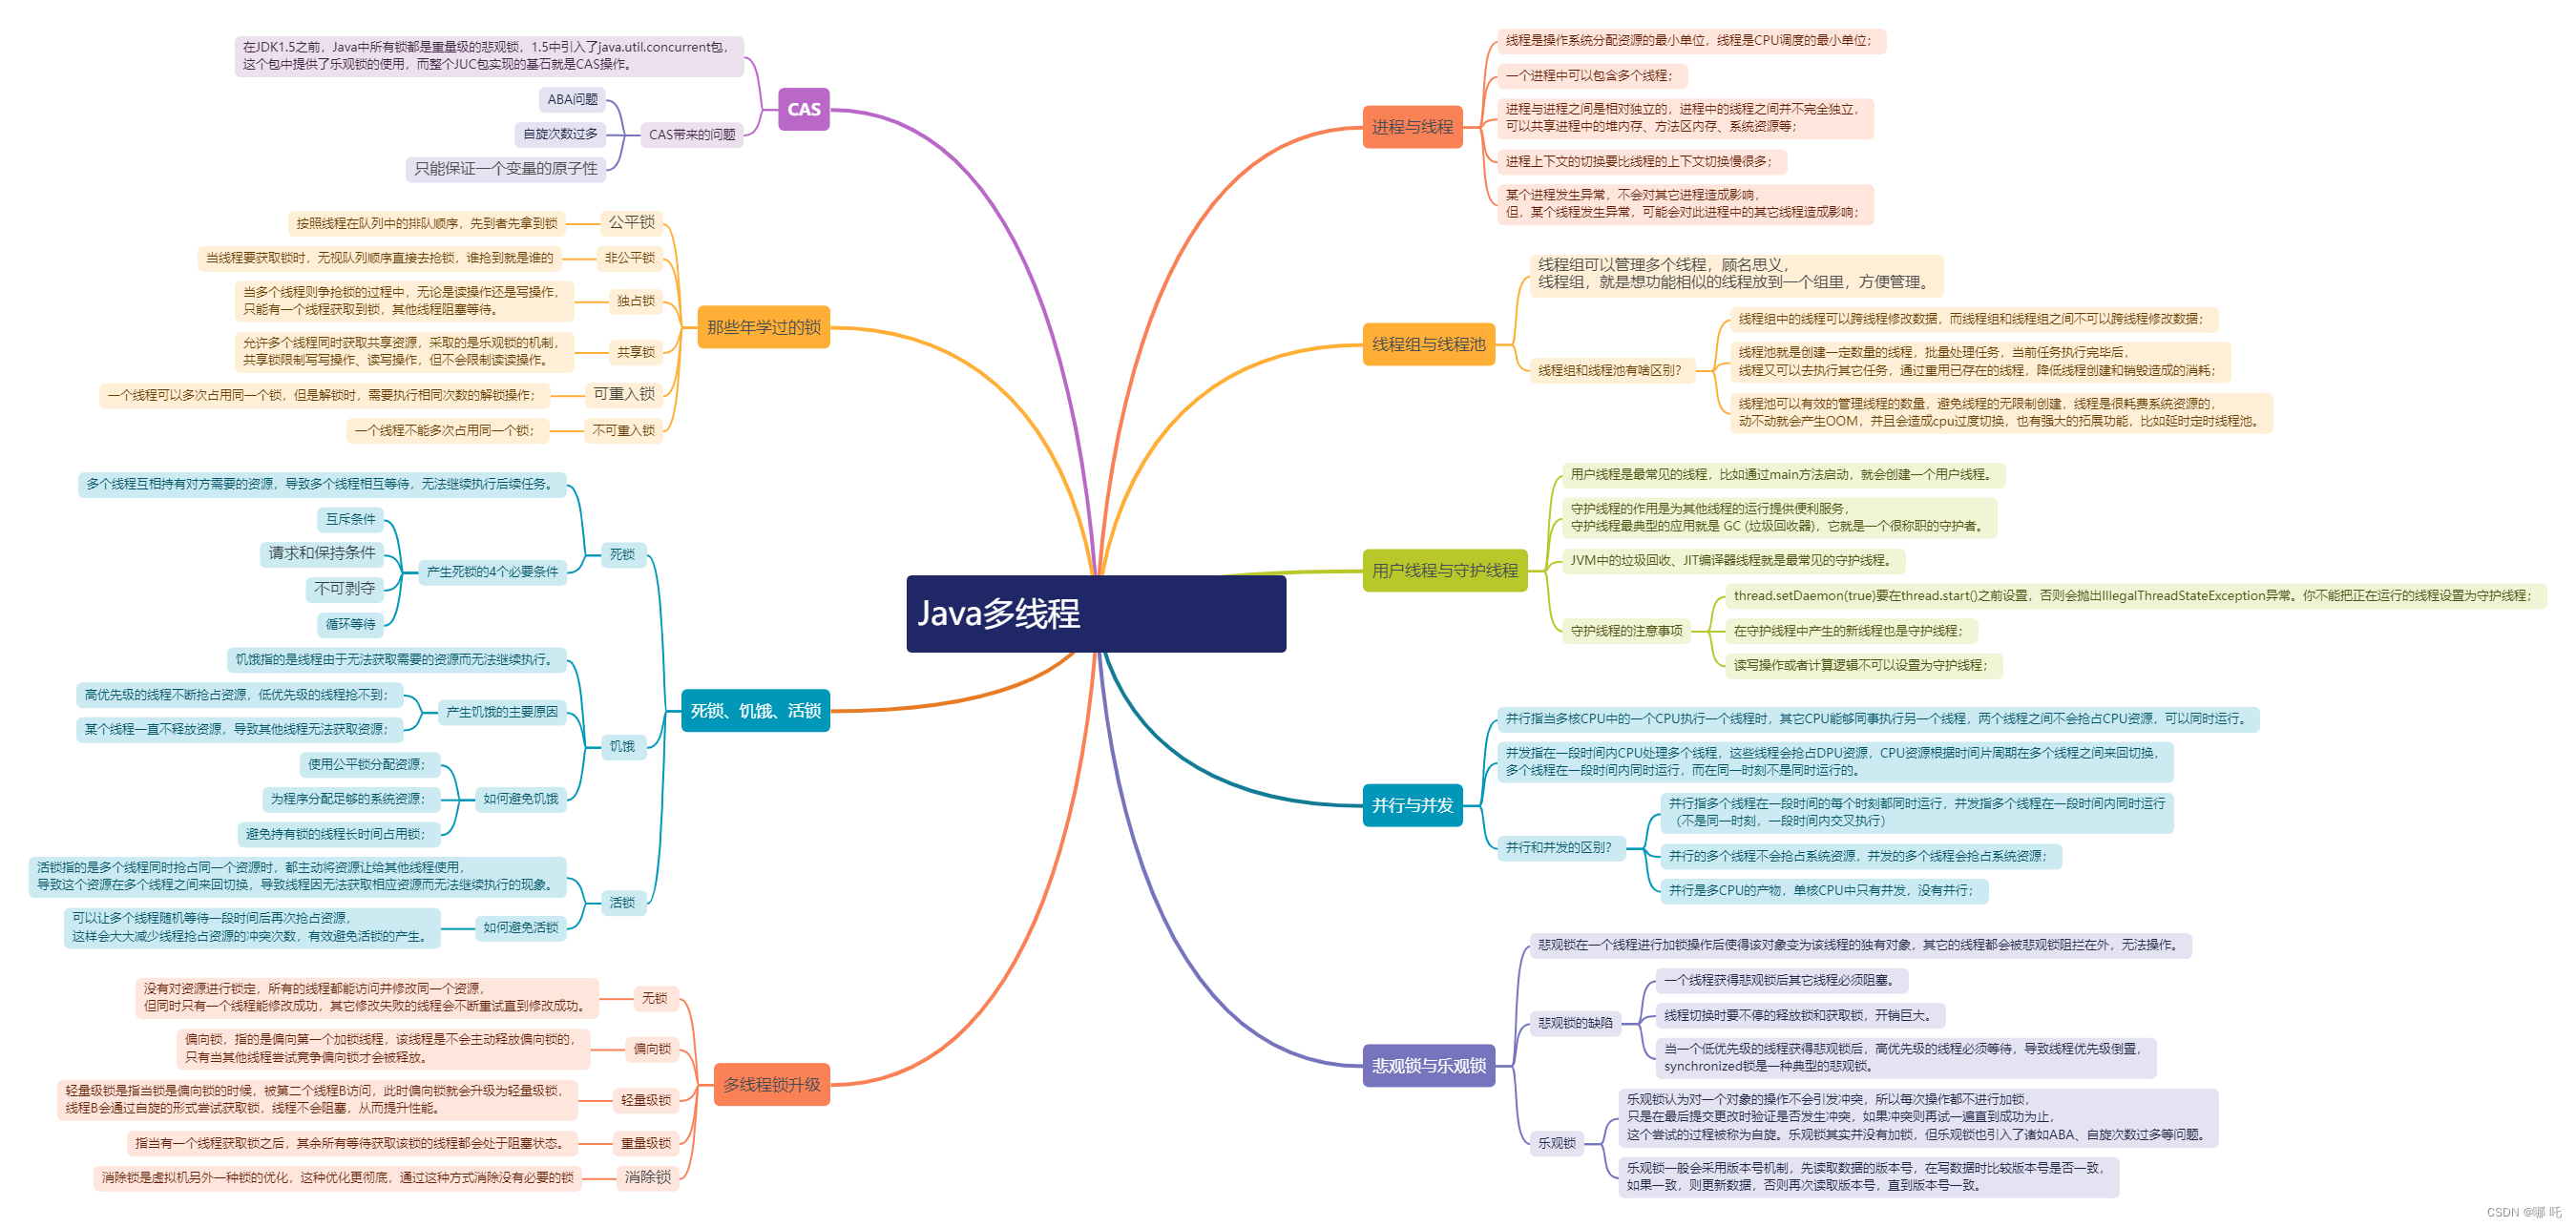 Java多线程
进程与线程
线程是操作系统分配资源的最小单位，线程是CPU调度的最小单位；
一个进程中可以包含多个线程；
进程与进程之间是相对独立的，进程中的线程之间并不完全独立，
可以共享进程中的堆内存、方法区内存、系统资源等；
进程上下文的切换要比线程的上下文切换慢很多；
某个进程发生异常，不会对其它进程造成影响，
但，某个线程发生异常，可能会对此进程中的其它线程造成影响；
线程组与线程池
线程组可以管理多个线程，顾名思义，
线程组，就是想功能相似的线程放到一个组里，方便管理。
线程组和线程池有啥区别？
线程组中的线程可以跨线程修改数据，而线程组和线程组之间不可以跨线程修改数据；
线程池就是创建一定数量的线程，批量处理任务，当前任务执行完毕后，
线程又可以去执行其它任务，通过重用已存在的线程，降低线程创建和销毁造成的消耗；
线程池可以有效的管理线程的数量，避免线程的无限制创建，线程是很耗费系统资源的，
动不动就会产生OOM，并且会造成cpu过度切换，也有强大的拓展功能，比如延时定时线程池。
用户线程与守护线程
用户线程是最常见的线程，比如通过main方法启动，就会创建一个用户线程。
守护线程的作用是为其他线程的运行提供便利服务，
守护线程最典型的应用就是 GC (垃圾回收器)，它就是一个很称职的守护者。
JVM中的垃圾回收、JIT编译器线程就是最常见的守护线程。
守护线程的注意事项
thread.setDaemon(true)要在thread.start()之前设置，否则会抛出IllegalThreadStateException异常。你不能把正在运行的线程设置为守护线程；
在守护线程中产生的新线程也是守护线程；
读写操作或者计算逻辑不可以设置为守护线程；
并行与并发
并行指当多核CPU中的一个CPU执行一个线程时，其它CPU能够同事执行另一个线程，两个线程之间不会抢占CPU资源，可以同时运行。
并发指在一段时间内CPU处理多个线程，这些线程会抢占DPU资源，CPU资源根据时间片周期在多个线程之间来回切换，
多个线程在一段时间内同时运行，而在同一时刻不是同时运行的。
并行和并发的区别？
并行指多个线程在一段时间的每个时刻都同时运行，并发指多个线程在一段时间内同时运行
（不是同一时刻，一段时间内交叉执行）
并行的多个线程不会抢占系统资源，并发的多个线程会抢占系统资源；
并行是多CPU的产物，单核CPU中只有并发，没有并行；
悲观锁与乐观锁
悲观锁在一个线程进行加锁操作后使得该对象变为该线程的独有对象，其它的线程都会被悲观锁阻拦在外，无法操作。
悲观锁的缺陷
一个线程获得悲观锁后其它线程必须阻塞。
线程切换时要不停的释放锁和获取锁，开销巨大。
当一个低优先级的线程获得悲观锁后，高优先级的线程必须等待，导致线程优先级倒置，
synchronized锁是一种典型的悲观锁。
乐观锁
乐观锁认为对一个对象的操作不会引发冲突，所以每次操作都不进行加锁，
只是在最后提交更改时验证是否发生冲突，如果冲突则再试一遍直到成功为止，
这个尝试的过程被称为自旋。乐观锁其实并没有加锁，但乐观锁也引入了诸如ABA、自旋次数过多等问题。
乐观锁一般会采用版本号机制，先读取数据的版本号，在写数据时比较版本号是否一致，
如果一致，则更新数据，否则再次读取版本号，直到版本号一致。
CAS
在JDK1.5之前，Java中所有锁都是重量级的悲观锁，1.5中引入了java.util.concurrent包，
这个包中提供了乐观锁的使用，而整个JUC包实现的基石就是CAS操作。
CAS带来的问题
ABA问题
自旋次数过多
只能保证一个变量的原子性
那些年学过的锁
公平锁
按照线程在队列中的排队顺序，先到者先拿到锁
非公平锁
当线程要获取锁时，无视队列顺序直接去抢锁，谁抢到就是谁的
独占锁
当多个线程则争抢锁的过程中，无论是读操作还是写操作，
只能有一个线程获取到锁，其他线程阻塞等待。
共享锁
允许多个线程同时获取共享资源，采取的是乐观锁的机制，
共享锁限制写写操作、读写操作，但不会限制读读操作。
可重入锁
一个线程可以多次占用同一个锁，但是解锁时，需要执行相同次数的解锁操作；
不可重入锁
一个线程不能多次占用同一个锁；
死锁、饥饿、活锁
死锁
多个线程互相持有对方需要的资源，导致多个线程相互等待，无法继续执行后续任务。
产生死锁的4个必要条件
互斥条件
请求和保持条件
不可剥夺
循环等待
饥饿
饥饿指的是线程由于无法获取需要的资源而无法继续执行。
产生饥饿的主要原因
高优先级的线程不断抢占资源，低优先级的线程抢不到；
某个线程一直不释放资源，导致其他线程无法获取资源；
如何避免饥饿
使用公平锁分配资源；
为程序分配足够的系统资源；
避免持有锁的线程长时间占用锁；
活锁
活锁指的是多个线程同时抢占同一个资源时，都主动将资源让给其他线程使用，
导致这个资源在多个线程之间来回切换，导致线程因无法获取相应资源而无法继续执行的现象。
如何避免活锁
可以让多个线程随机等待一段时间后再次抢占资源，
这样会大大减少线程抢占资源的冲突次数，有效避免活锁的产生。
多线程锁升级
无锁
没有对资源进行锁定，所有的线程都能访问并修改同一个资源，
但同时只有一个线程能修改成功，其它修改失败的线程会不断重试直到修改成功。
偏向锁
偏向锁，指的是偏向第一个加锁线程，该线程是不会主动释放偏向锁的，
只有当其他线程尝试竞争偏向锁才会被释放。
轻量级锁
轻量级锁是指当锁是偏向锁的时候，被第二个线程B访问，此时偏向锁就会升级为轻量级锁，
线程B会通过自旋的形式尝试获取锁，线程不会阻塞，从而提升性能。
重量级锁
指当有一个线程获取锁之后，其余所有等待获取该锁的线程都会处于阻塞状态。
消除锁
消除锁是虚拟机另外一种锁的优化，这种优化更彻底，通过这种方式消除没有必要的锁
CSDN @哪 吒